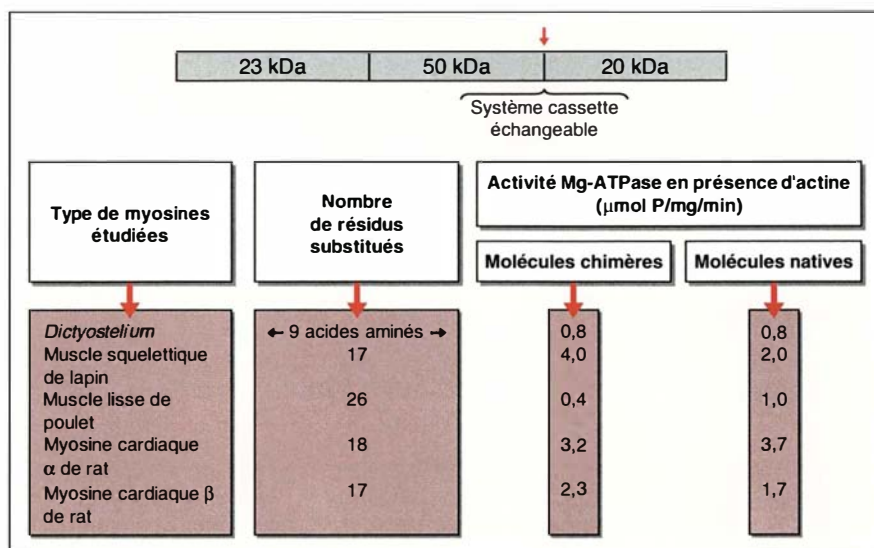 23 kDa 50 kDa 20 kDa
Système cassette
échangeable
Type de myosines
étudiées
Nombre
de résidus
substitués
Activité Mg-ATPase en présence d'actine
(µmol P/mg/min)
Molécules chimères Molécules natives
Dictyostelium ← 9 acides aminés → 0,8 0,8
Muscle squelettique 17 4,0 2,0
de lapin
Muscle lisse de 26 0,4 1,0
poulet
Myosine cardiaque 18 3,2 3,7
α de rat
Myosine cardiaque β 17 2,3 1,7
de rat